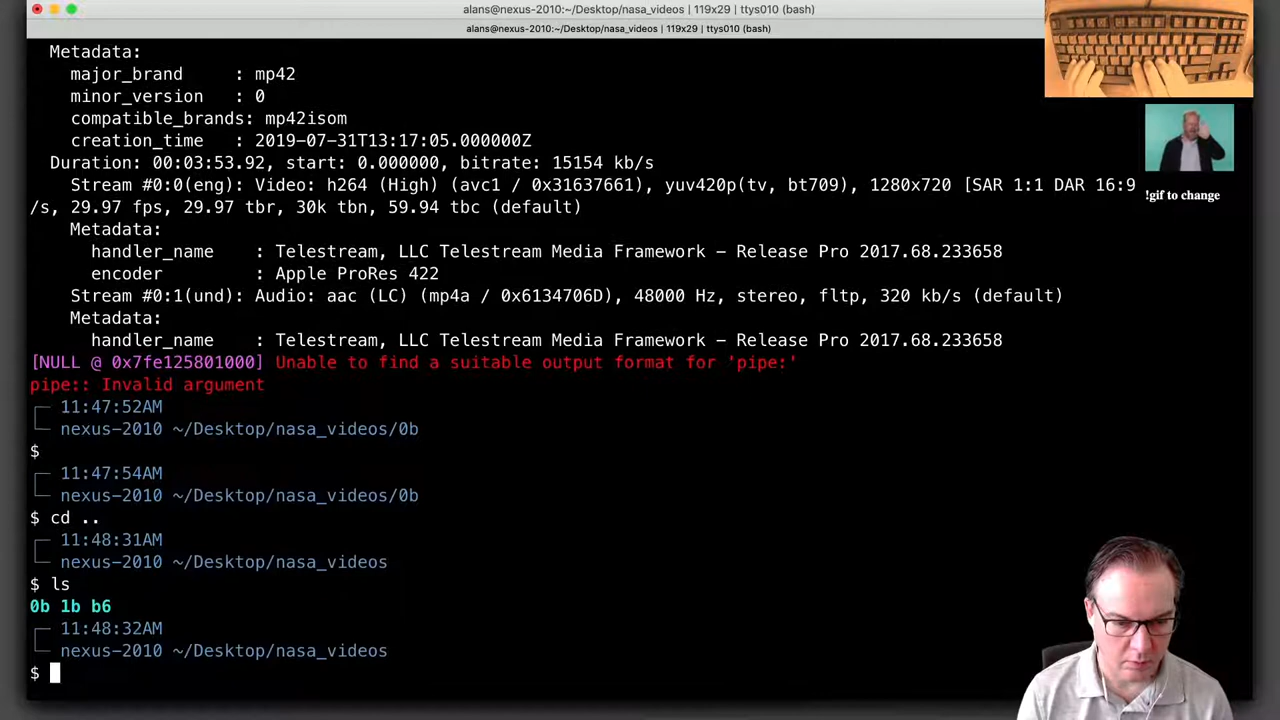 alans@nexus-2010:~/Desktop/nasa_videos | 119x29 | ttys010 (bash)
alans@nexus-2010:~/Desktop/nasa_videos | 119x29 | ttys010 (bash)
Metadata:
major_brand     : mp42
minor_version   : 0
compatible_brands: mp42isom
creation_time   : 2019-07-31T13:17:05.000000Z
Duration: 00:03:53.92, start: 0.000000, bitrate: 15154 kb/s
Stream #0:0(eng): Video: h264 (High) (avc1 / 0x31637661), yuv420p(tv, bt709), 1280x720 [SAR 1:1 DAR 16:9
/s, 29.97 fps, 29.97 tbr, 30k tbn, 59.94 tbc (default)
Metadata:
handler_name    : Telestream, LLC Telestream Media Framework - Release Pro 2017.68.233658
encoder         : Apple ProRes 422
Stream #0:1(und): Audio: aac (LC) (mp4a / 0x6134706D), 48000 Hz, stereo, fltp, 320 kb/s (default)
Metadata:
handler_name    : Telestream, LLC Telestream Media Framework - Release Pro 2017.68.233658
[NULL @ 0x7fe125801000] Unable to find a suitable output format for 'pipe:'
pipe:: Invalid argument
11:47:52AM
nexus-2010 ~/Desktop/nasa_videos/0b
$
11:47:54AM
nexus-2010 ~/Desktop/nasa_videos/0b
$ cd ..
11:48:31AM
nexus-2010 ~/Desktop/nasa_videos
$ ls
0b 1b b6
11:48:32AM
nexus-2010 ~/Desktop/nasa_videos
$
!gif to change